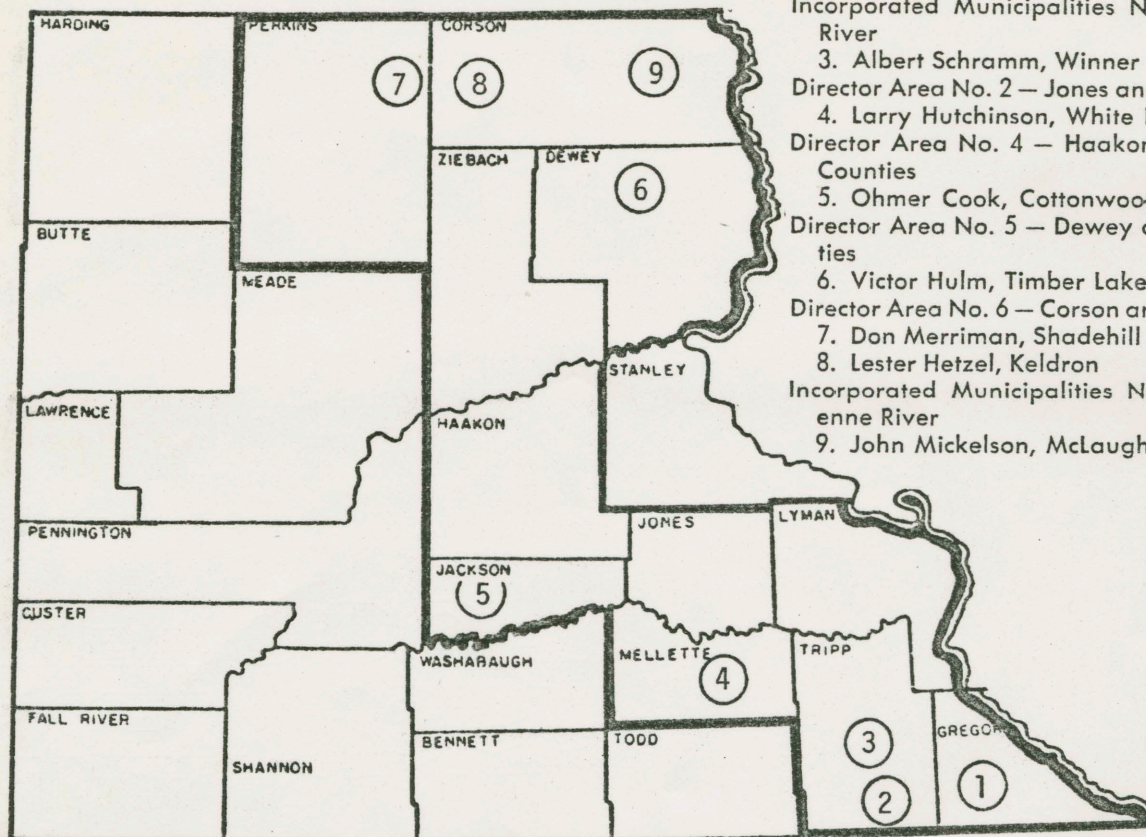 Incorporated Municipalities N
River
3. Albert Schramm, Winner
Director Area No. 2 — Jones an
4. Larry Hutchinson, White
Director Area No. 4 — Haakon
Counties
5. Ohmer Cook, Cottonwoo
Director Area No. 5 — Dewey
ties
6. Victor Hulm, Timber Lake
Director Area No. 6 — Corson an
7. Don Merriman, Shadehill
8. Lester Hetzel, Keldron
Incorporated Municipalities N
enne River
9. John Mickelson, McLaugh
HARDING
PERKINS
CORSON
7
8
9
ZIEBACH
DEWEY
6
BUTTE
MEADE
STANLEY
LAWRENCE
HAAKON
PENNINGTON
JONES
LYMAN
JACKSON
5
CUSTER
WASHABAUGH
MELLETTE
4
TRIPP
FALL RIVER
SHANNON
BENNETT
TODD
3
GREGOR
2
1